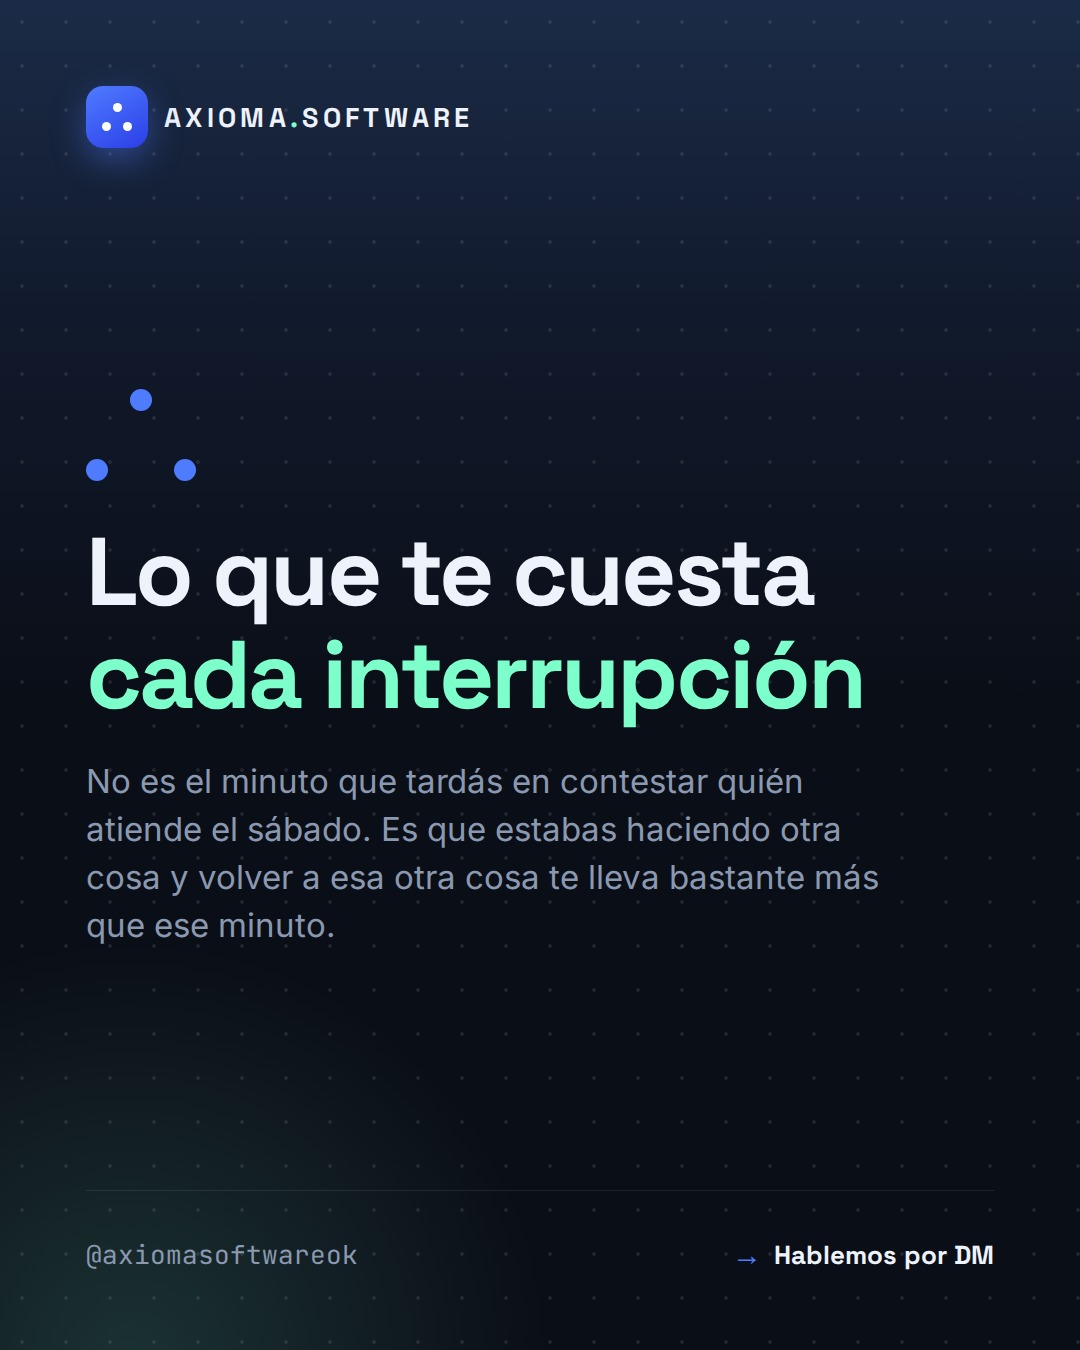 AXIOMA.SOFTWARE
Lo que te cuesta
cada interrupción
No es el minuto que tardás en contestar quién
atiende el sábado. Es que estabas haciendo otra
cosa y volver a esa otra cosa te lleva bastante más
que ese minuto.
@axiomasoftwareok
→ Hablemos por DM